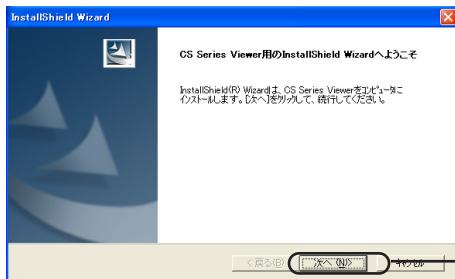 InstallShield Wizard
CS Series Viewer用のInstallShield Wizardへようこそ
InstallShield(R) Wizardは、CS Series Viewerをコンピュータに
インストールします。「次へ」をクリックして、続行してください。
< 戻る(B)
次へ(N)>
キャンセル